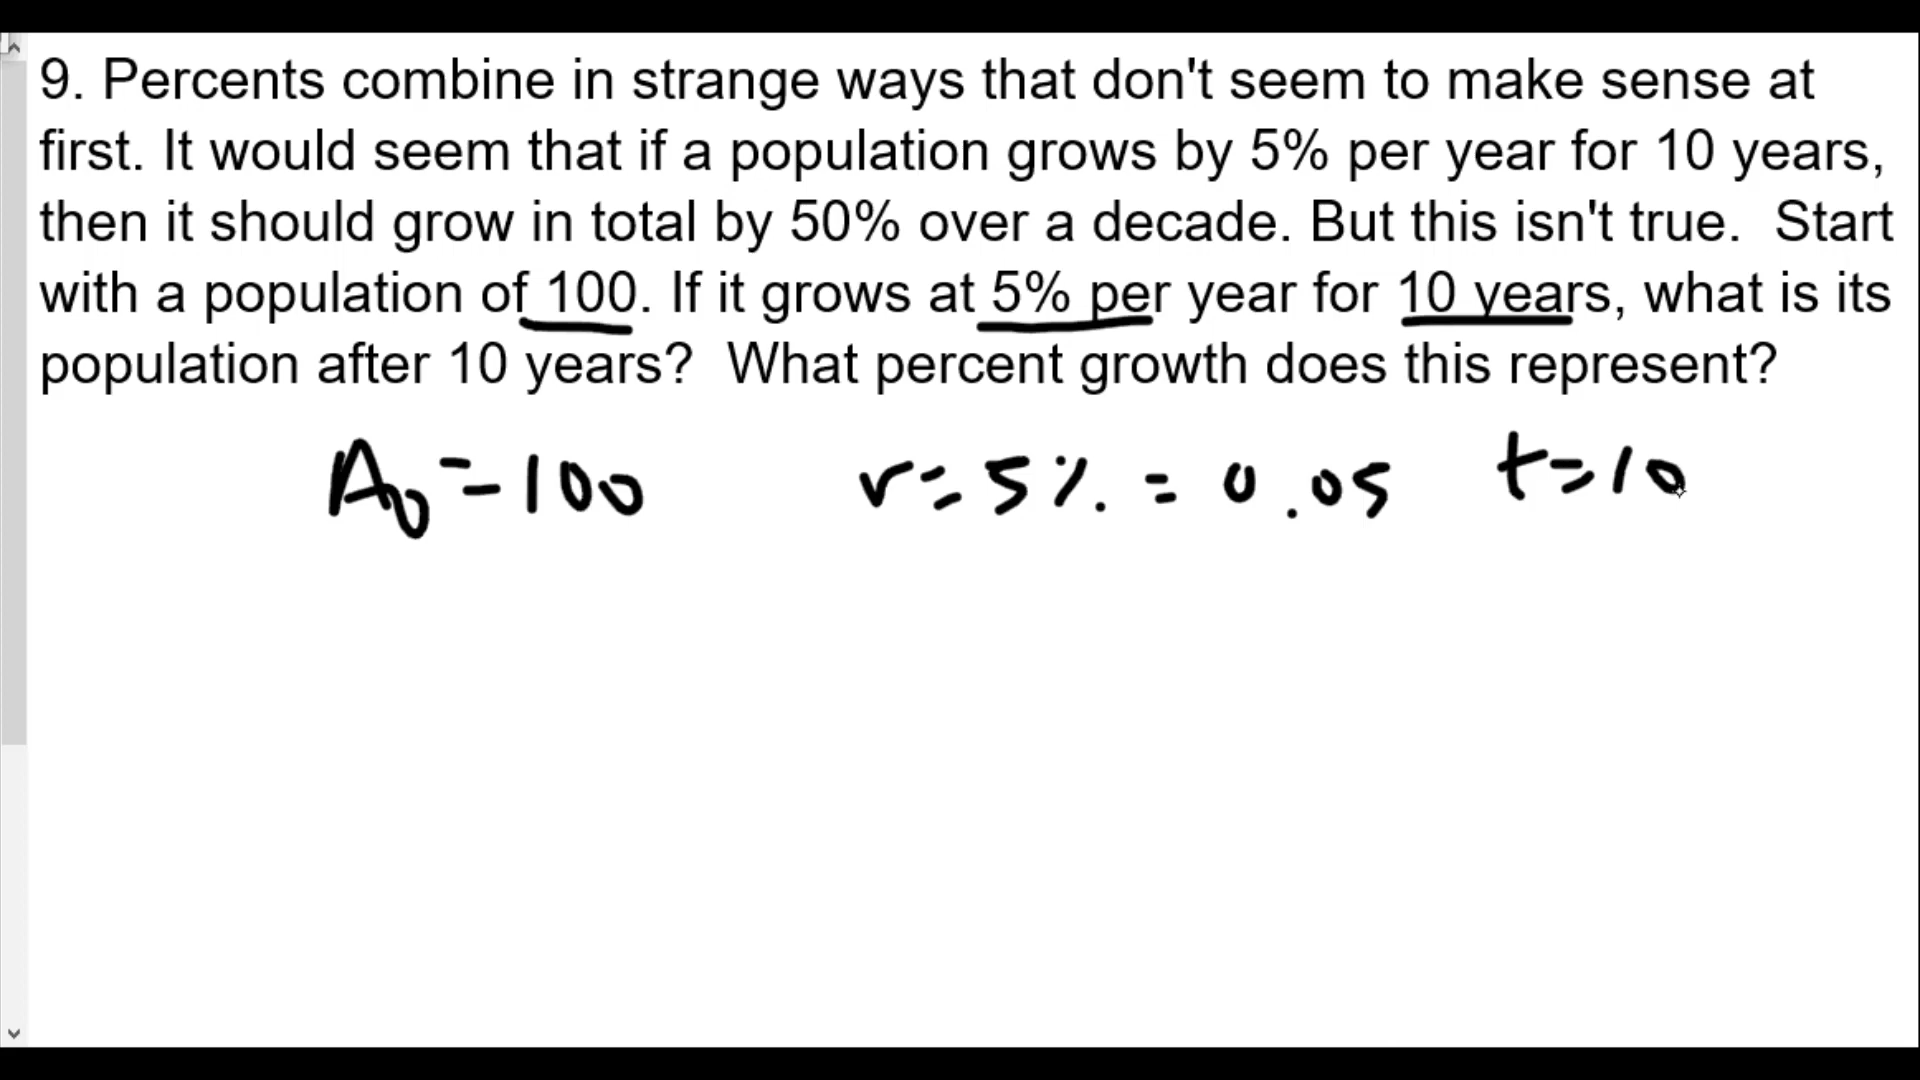 9. Percents combine in strange ways that don't seem to make sense at
first. It would seem that if a population grows by 5% per year for 10 years,
then it should grow in total by 50% over a decade. But this isn't true.  Start
with a population of 100. If it grows at 5% per year for 10 years, what is its
population after 10 years?  What percent growth does this represent?
A₀ = 100 r = 5% = 0.05 t = 10